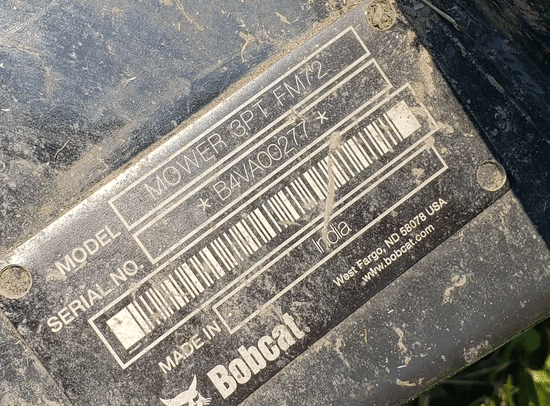 MODEL MOWER 3PT FM72
SERIAL NO. *B4VA00277*
MADE IN India
Bobcat
West Fargo, ND 58078 USA
www.bobcat.com